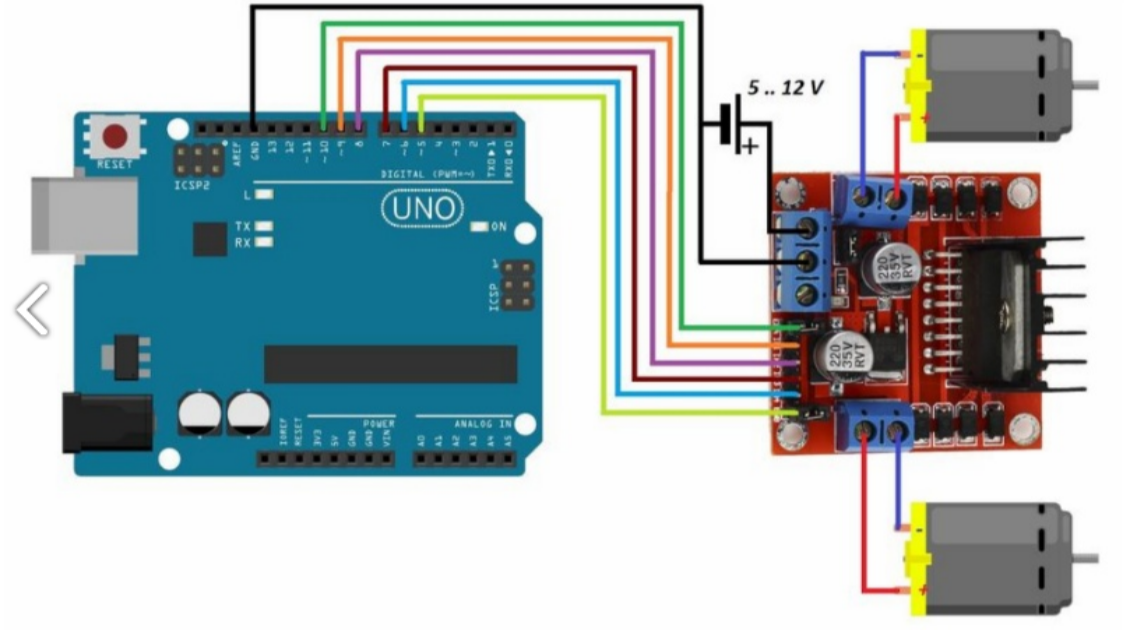 5 .. 12 V
-
+
+
RESET
ICSP2
AREF
GND
13
12
~11
~10
~9
8
7
~6
~5
4
~3
2
TXD▶1
RXD◀0
DIGITAL (PWM=~)
L
TX
RX
UNO
ON
1
ICSP
220
35V
RVT
220
35V
RVT
IOREF
RESET
3V3
5V
GND
GND
VIN
POWER
ANALOG IN
A0
A1
A2
A3
A4
A5
-
+